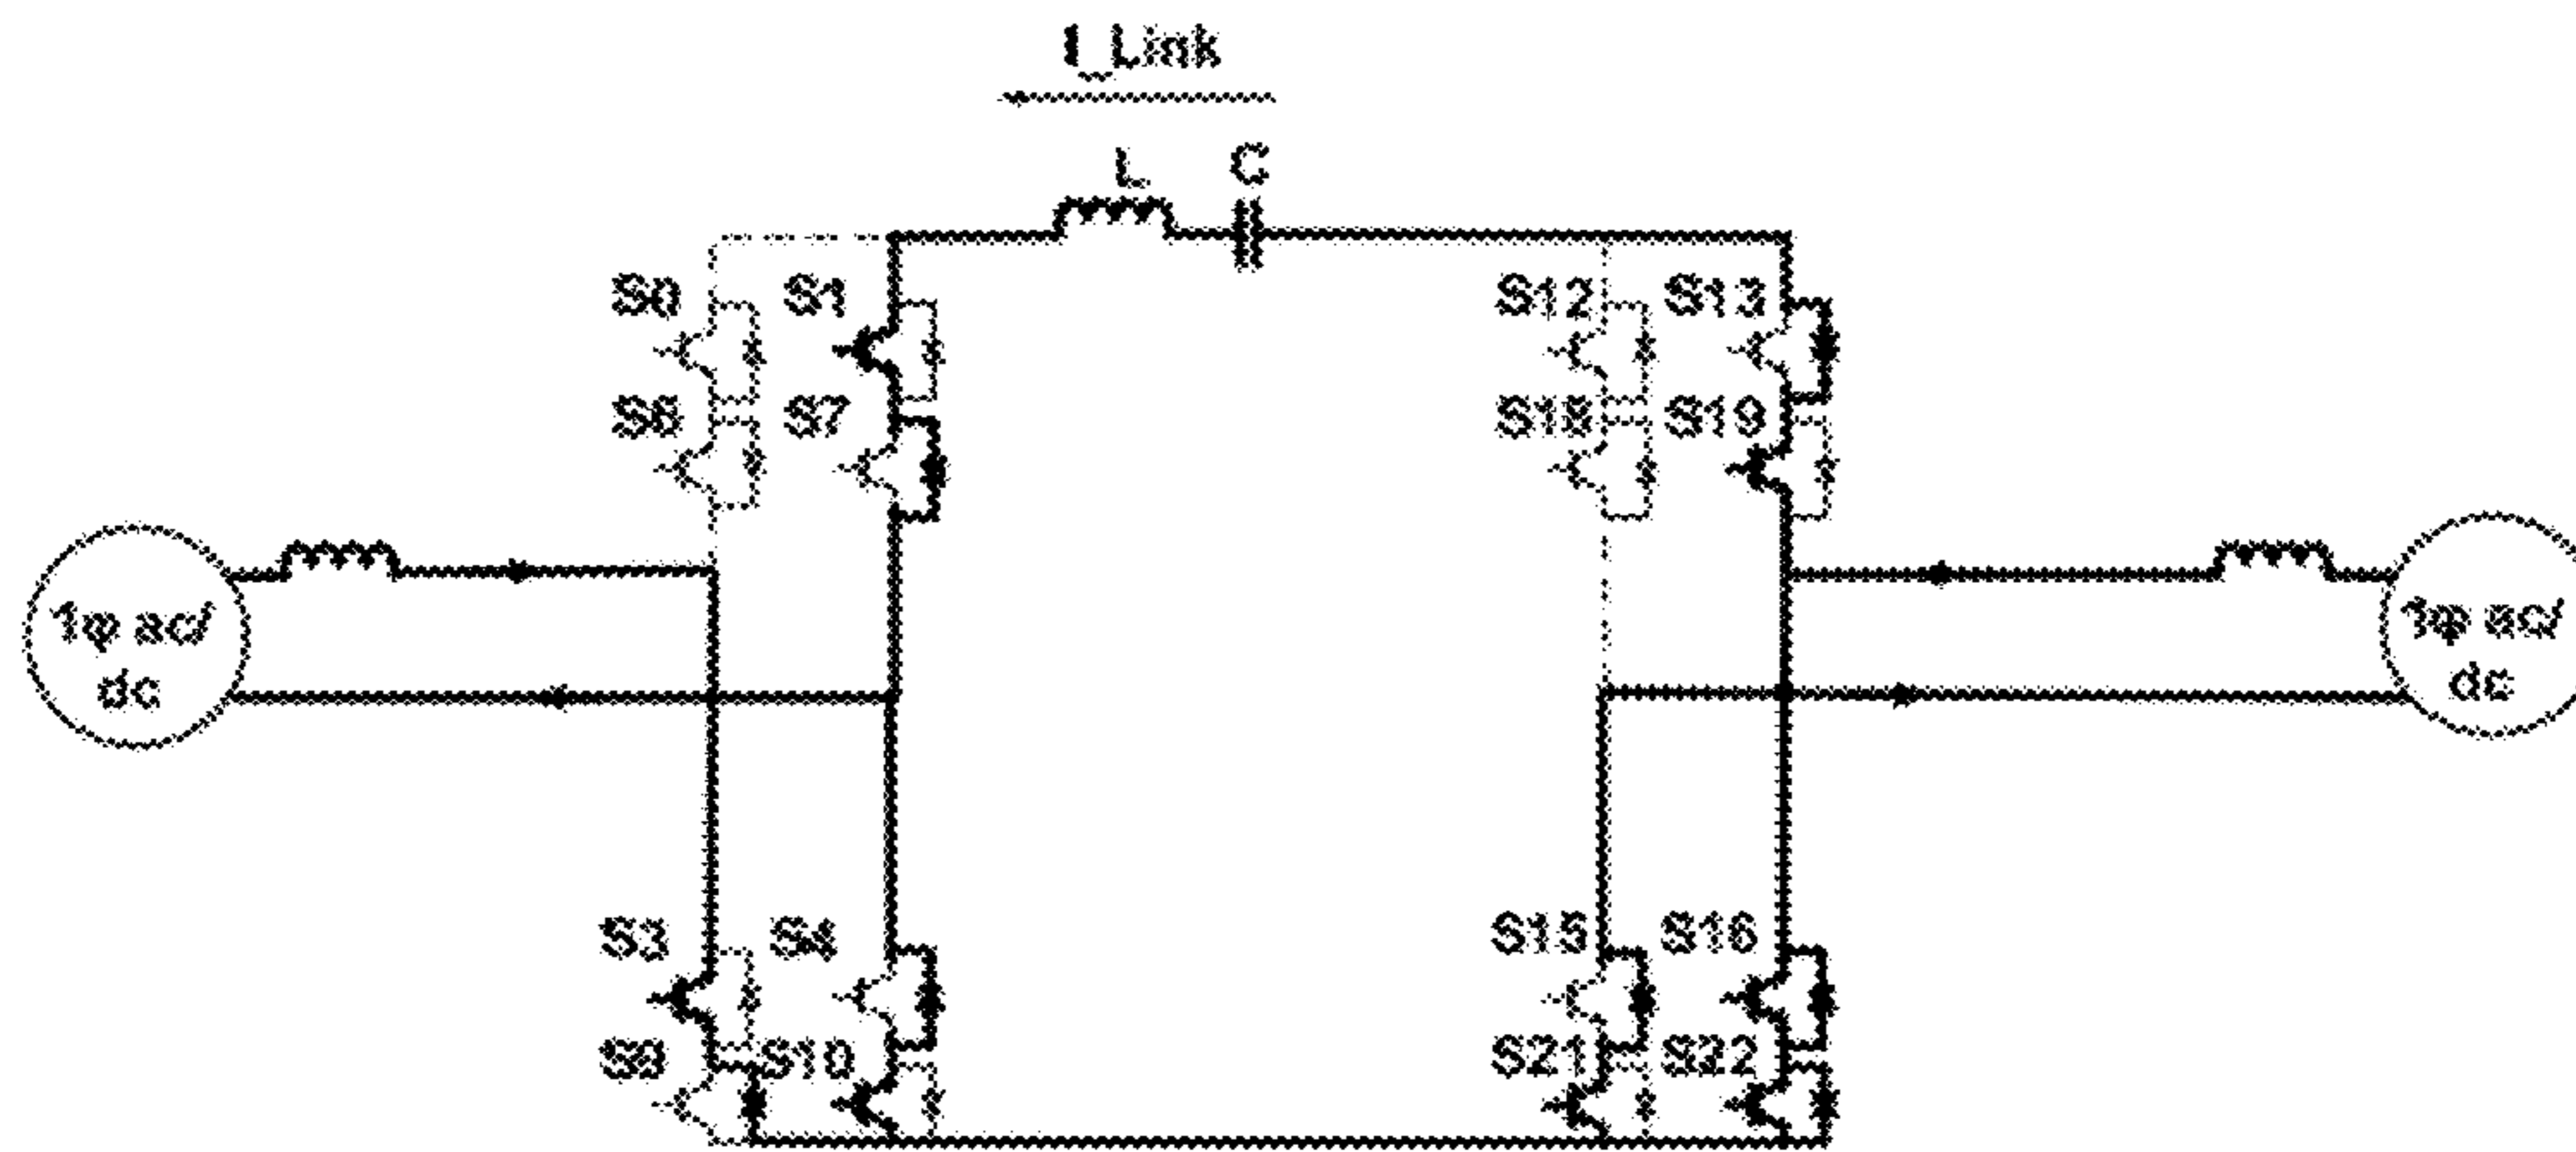 I_Link
L C
S0 S1 S12 S13
S6 S7 S18 S19
1φ ac/
dc
1φ ac/
dc
S3 S4 S15 S16
S9 S10 S21 S22